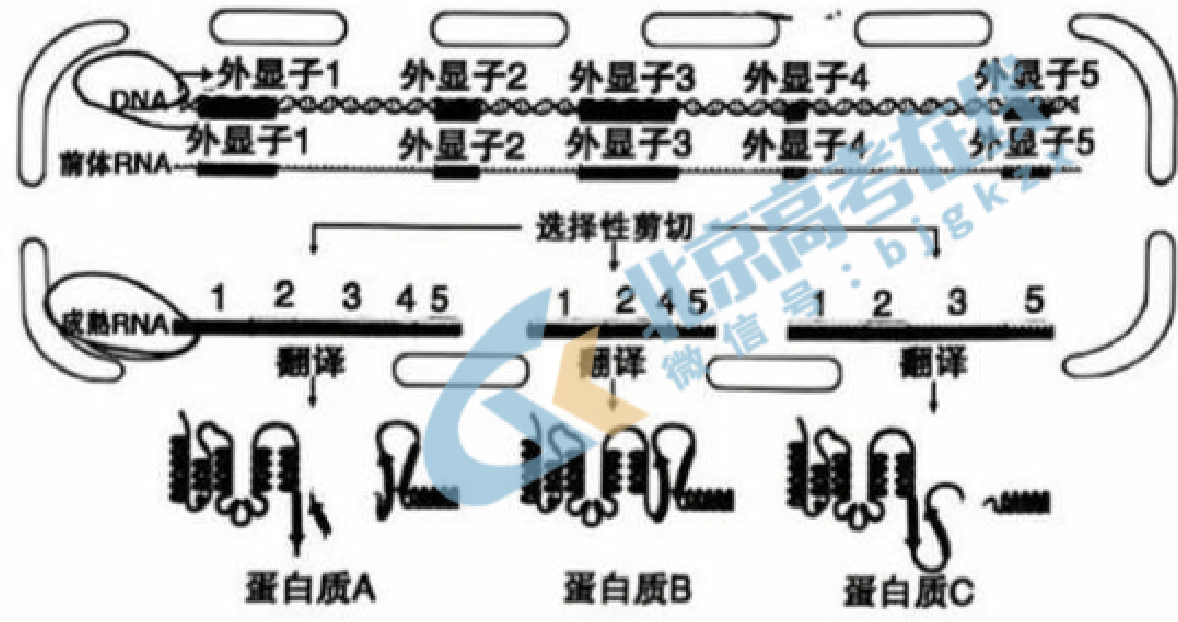 外显子1 外显子2 外显子3 外显子4 外显子5
DNA
外显子1 外显子2 外显子3 外显子4 外显子5
前体RNA
选择性剪切
1 2 3 4 5 1 2 4 5 1 2 3 5
成熟RNA
翻译 翻译 翻译
蛋白质A 蛋白质B 蛋白质C
北京高考在线
微信号：bjgkzx